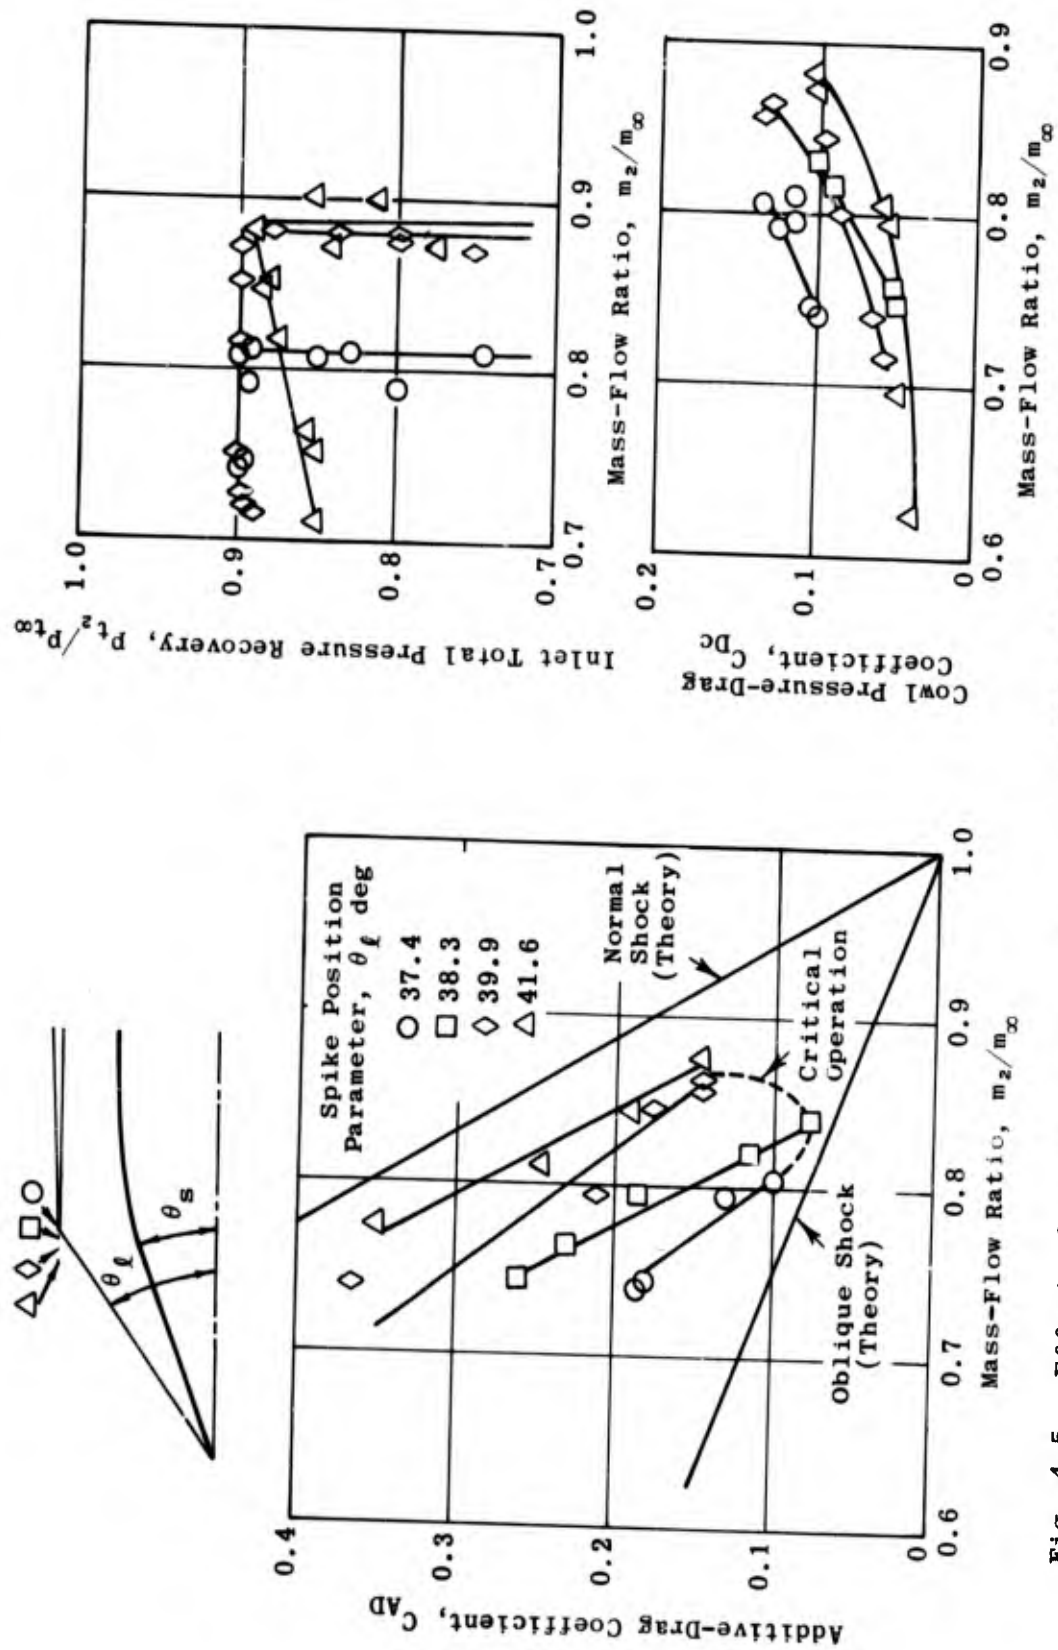 θℓ
θs
Additive-Drag Coefficient, C_AD
0.4
0.3
0.2
0.1
0
0.6
0.7
0.8
0.9
1.0
Mass-Flow Ratio, m₂/m∞
Spike Position
Parameter, θℓ deg
37.4
38.3
39.9
41.6
Normal
Shock
(Theory)
Critical
Operation
Oblique Shock
(Theory)
Inlet Total Pressure Recovery, Pt₂/Pt∞
1.0
0.9
0.8
0.7
0.7
0.8
0.9
1.0
Mass-Flow Ratio, m₂/m∞
Cowl Pressure-Drag
Coefficient, C_Dc
0.2
0.1
0
0.6
0.7
0.8
0.9
Mass-Flow Ratio, m₂/m∞
Fig. 4.5